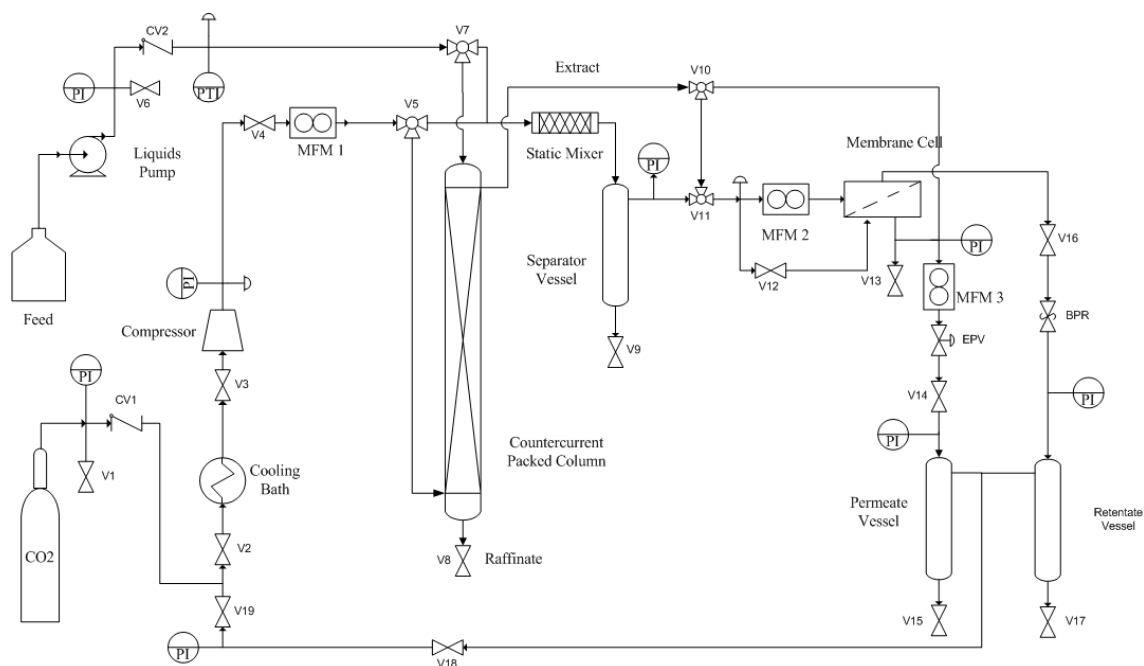 CV2
V7
PI
V6
PTI
Extract
V10
V5
V4
MFM 1
Liquids
Pump
Static Mixer
PI
Membrane Cell
V11
MFM 2
V12
V13
PI
V16
Feed
PI
Compressor
Separator
Vessel
MFM 3
BPR
EPV
V9
V3
PI
CV1
V14
PI
PI
V1
Cooling
Bath
Countercurrent
Packed Column
Permeate
Vessel
Retentate
Vessel
CO2
V2
V8
Raffinate
V19
V15
V17
PI
V18